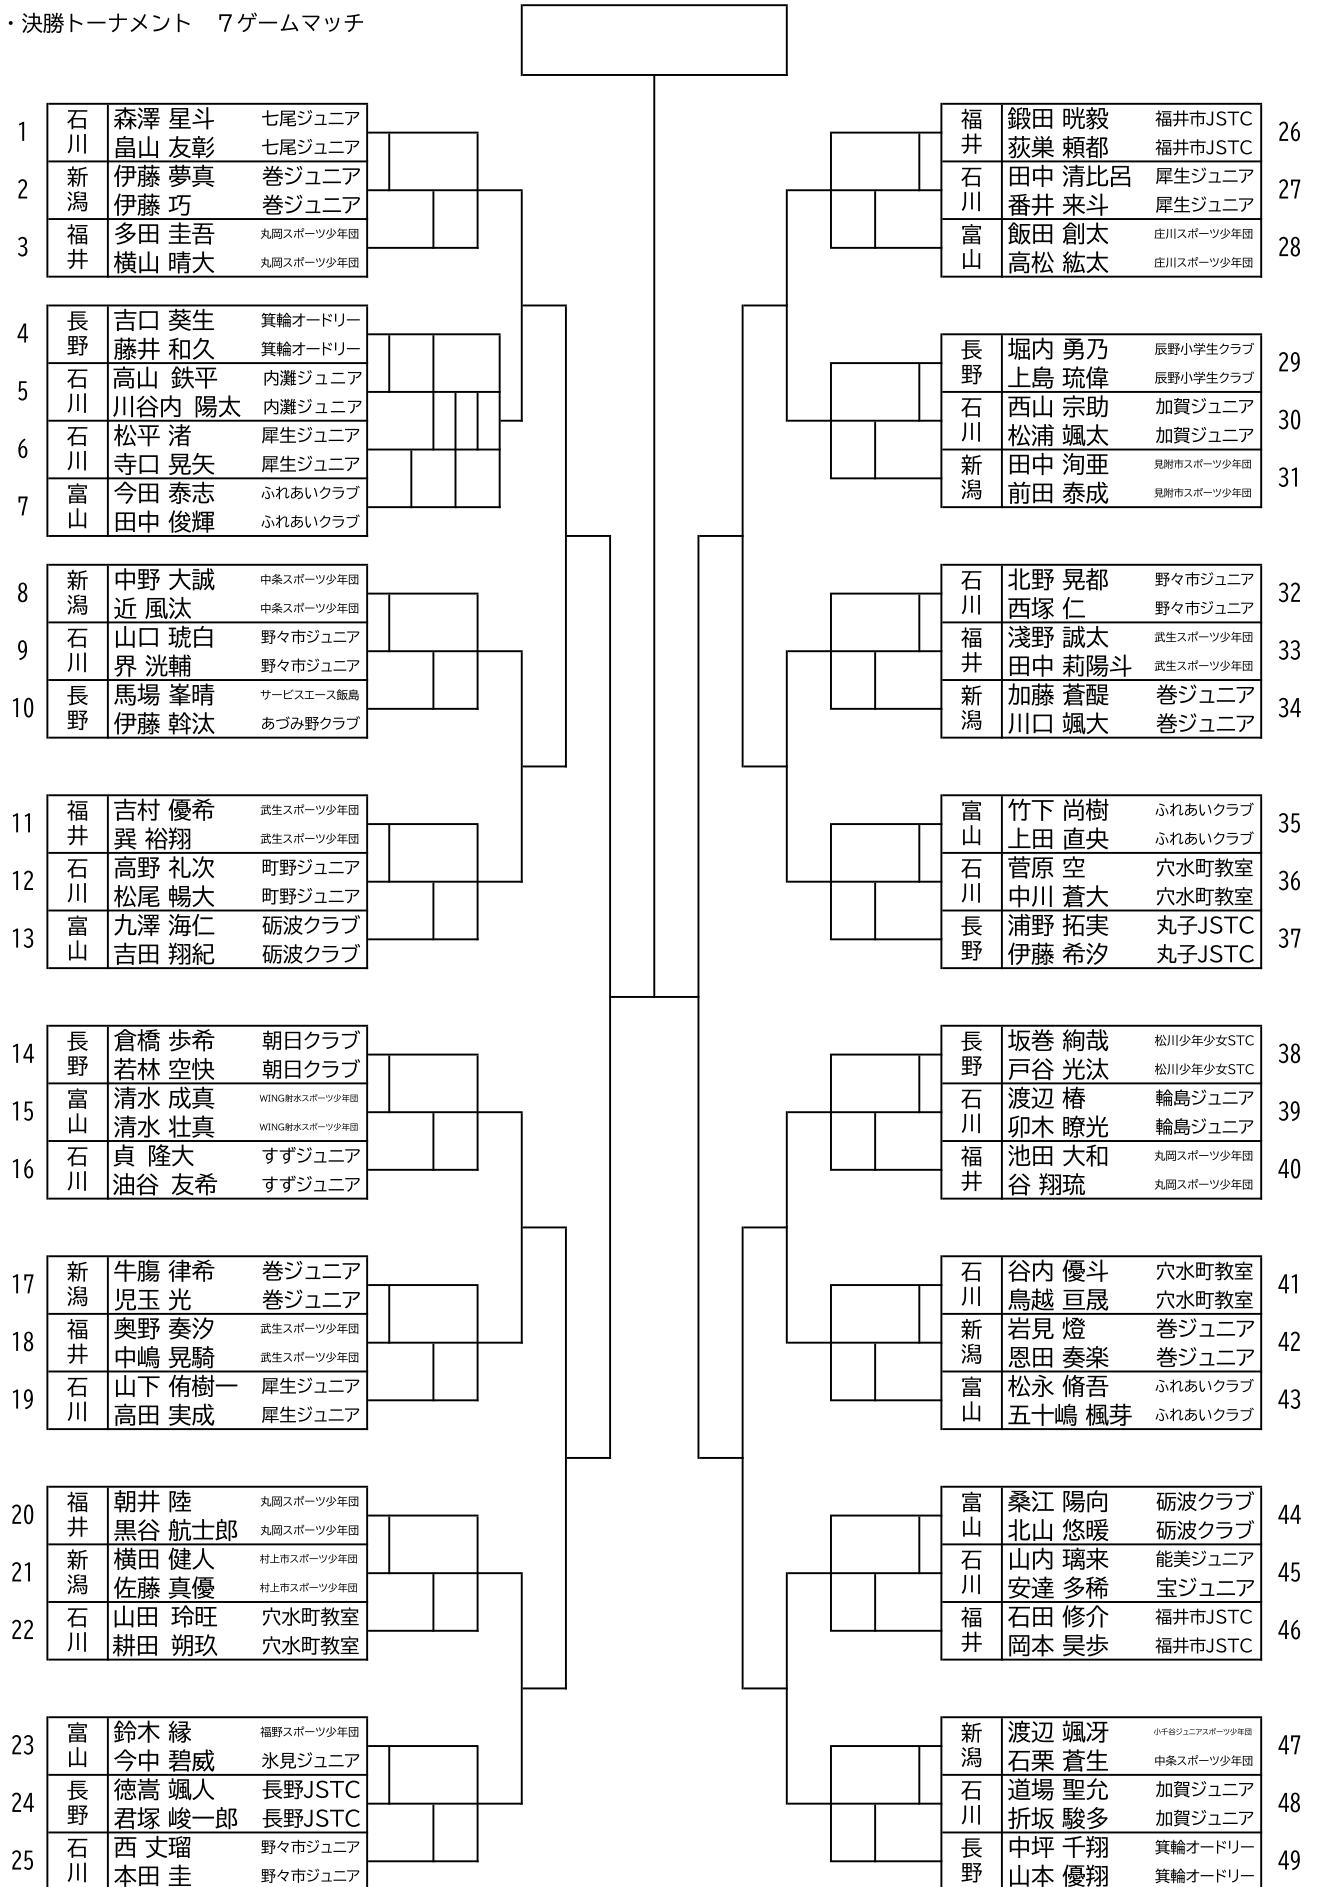 ・決勝トーナメント　７ゲームマッチ
1 石川 森澤 星斗 七尾ジュニア
畠山 友彰 七尾ジュニア
2 新潟 伊藤 夢真 巻ジュニア
伊藤 巧 巻ジュニア
3 福井 多田 圭吾 丸岡スポーツ少年団
横山 晴大 丸岡スポーツ少年団
4 長野 吉口 葵生 箕輪オードリー
藤井 和久 箕輪オードリー
5 石川 高山 鉄平 内灘ジュニア
川谷内 陽太 内灘ジュニア
6 石川 松平 渚 犀生ジュニア
寺口 晃矢 犀生ジュニア
7 富山 今田 泰志 ふれあいクラブ
田中 俊輝 ふれあいクラブ
8 新潟 中野 大誠 中条スポーツ少年団
近 風汰 中条スポーツ少年団
9 石川 山口 琥白 野々市ジュニア
界 洸輔 野々市ジュニア
10 長野 馬場 峯晴 サービスエース飯島
伊藤 斡汰 あづみ野クラブ
11 福井 吉村 優希 武生スポーツ少年団
巽 裕翔 武生スポーツ少年団
12 石川 高野 礼次 町野ジュニア
松尾 暢大 町野ジュニア
13 富山 九澤 海仁 砺波クラブ
吉田 翔紀 砺波クラブ
14 長野 倉橋 歩希 朝日クラブ
若林 空快 朝日クラブ
15 富山 清水 成真 WING射水スポーツ少年団
清水 壮真 WING射水スポーツ少年団
16 石川 貞 隆大 すずジュニア
油谷 友希 すずジュニア
17 新潟 牛膓 律希 巻ジュニア
児玉 光 巻ジュニア
18 福井 奥野 奏汐 武生スポーツ少年団
中嶋 晃騎 武生スポーツ少年団
19 石川 山下 侑樹一 犀生ジュニア
高田 実成 犀生ジュニア
20 福井 朝井 陸 丸岡スポーツ少年団
黒谷 航士郎 丸岡スポーツ少年団
21 新潟 横田 健人 村上市スポーツ少年団
佐藤 真優 村上市スポーツ少年団
22 石川 山田 玲旺 穴水町教室
耕田 朔玖 穴水町教室
23 富山 鈴木 縁 福野スポーツ少年団
今中 碧威 氷見ジュニア
24 長野 徳嵩 颯人 長野JSTC
君塚 峻一郎 長野JSTC
25 石川 西 丈瑠 野々市ジュニア
本田 圭 野々市ジュニア
福井 鍛田 晄毅 福井市JSTC 26
荻巣 頼都 福井市JSTC
石川 田中 清比呂 犀生ジュニア 27
番井 来斗 犀生ジュニア
富山 飯田 創太 庄川スポーツ少年団 28
高松 紘太 庄川スポーツ少年団
長野 堀内 勇乃 辰野小学生クラブ 29
上島 琉偉 辰野小学生クラブ
石川 西山 宗助 加賀ジュニア 30
松浦 颯太 加賀ジュニア
新潟 田中 洵亜 見附市スポーツ少年団 31
前田 泰成 見附市スポーツ少年団
石川 北野 晃都 野々市ジュニア 32
西塚 仁 野々市ジュニア
福井 淺野 誠太 武生スポーツ少年団 33
田中 莉陽斗 武生スポーツ少年団
新潟 加藤 蒼醍 巻ジュニア 34
川口 颯大 巻ジュニア
富山 竹下 尚樹 ふれあいクラブ 35
上田 直央 ふれあいクラブ
石川 菅原 空 穴水町教室 36
中川 蒼大 穴水町教室
長野 浦野 拓実 丸子JSTC 37
伊藤 希汐 丸子JSTC
長野 坂巻 絢哉 松川少年少女STC 38
戸谷 光汰 松川少年少女STC
石川 渡辺 椿 輪島ジュニア 39
卯木 瞭光 輪島ジュニア
福井 池田 大和 丸岡スポーツ少年団 40
谷 翔琉 丸岡スポーツ少年団
石川 谷内 優斗 穴水町教室 41
鳥越 亘晟 穴水町教室
新潟 岩見 燈 巻ジュニア 42
恩田 奏楽 巻ジュニア
富山 松永 脩吾 ふれあいクラブ 43
五十嶋 楓芽 ふれあいクラブ
富山 桑江 陽向 砺波クラブ 44
北山 悠暖 砺波クラブ
石川 山内 璃来 能美ジュニア 45
安達 多稀 宝ジュニア
福井 石田 修介 福井市JSTC 46
岡本 昊歩 福井市JSTC
新潟 渡辺 颯冴 小千谷ジュニアスポーツ少年団 47
石栗 蒼生 中条スポーツ少年団
石川 道場 聖允 加賀ジュニア 48
折坂 駿多 加賀ジュニア
長野 中坪 千翔 箕輪オードリー 49
山本 優翔 箕輪オードリー